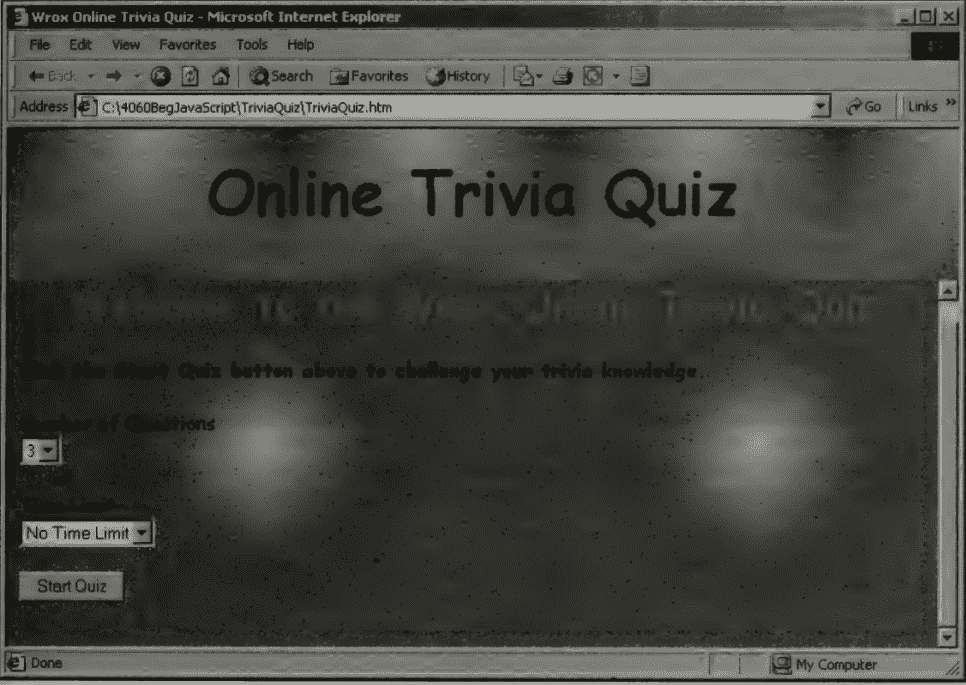 Wrox Online Trivia Quiz - Microsoft Internet Explorer
File Edit View Favorites Tools Help
Back Search Favorites History
Address C:\4060BegJavaScript\TriviaQuiz\TriviaQuiz.htm Go Links »
Online Trivia Quiz
the Start Quiz button above to challenge your trivia knowledge
Number of Questions
3
No Time Limit
Start Quiz
Done My Computer